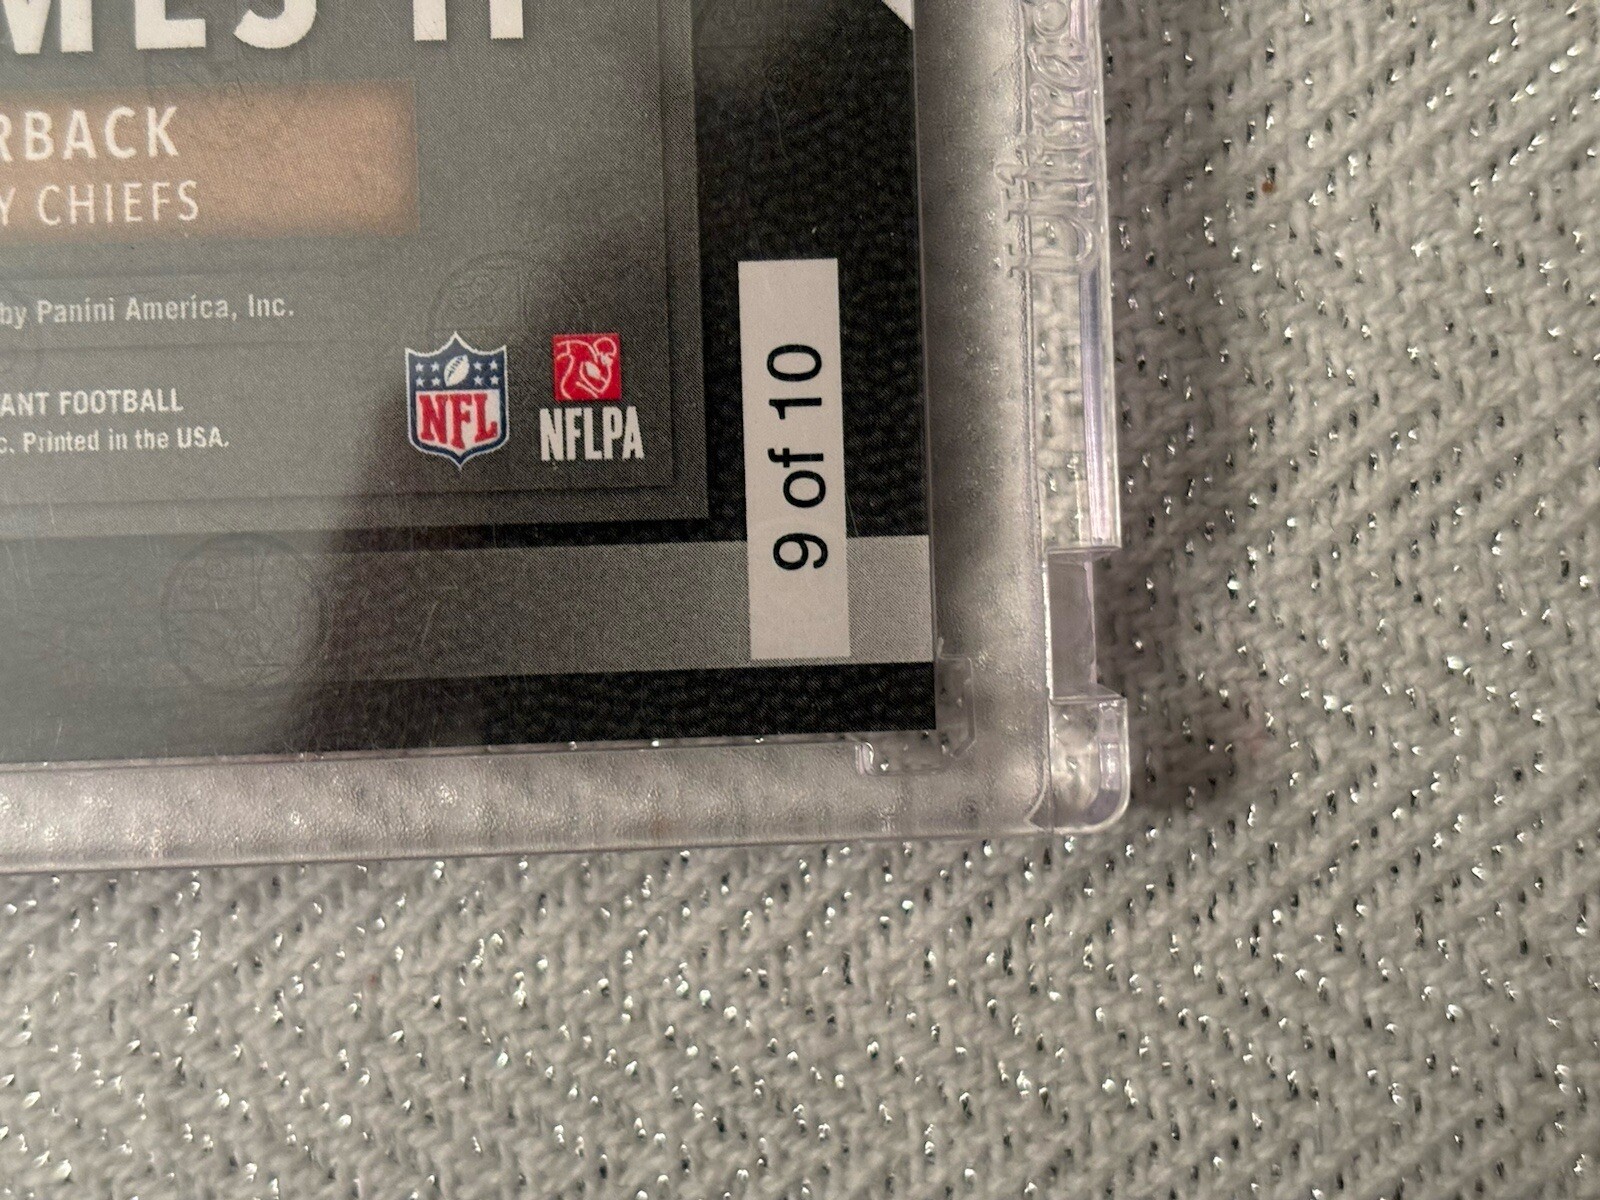 MES II
RBACK
Y CHIEFS
by Panini America, Inc.
ANT FOOTBALL
c. Printed in the USA.
NFL
NFLPA
9 of 10
Ultra